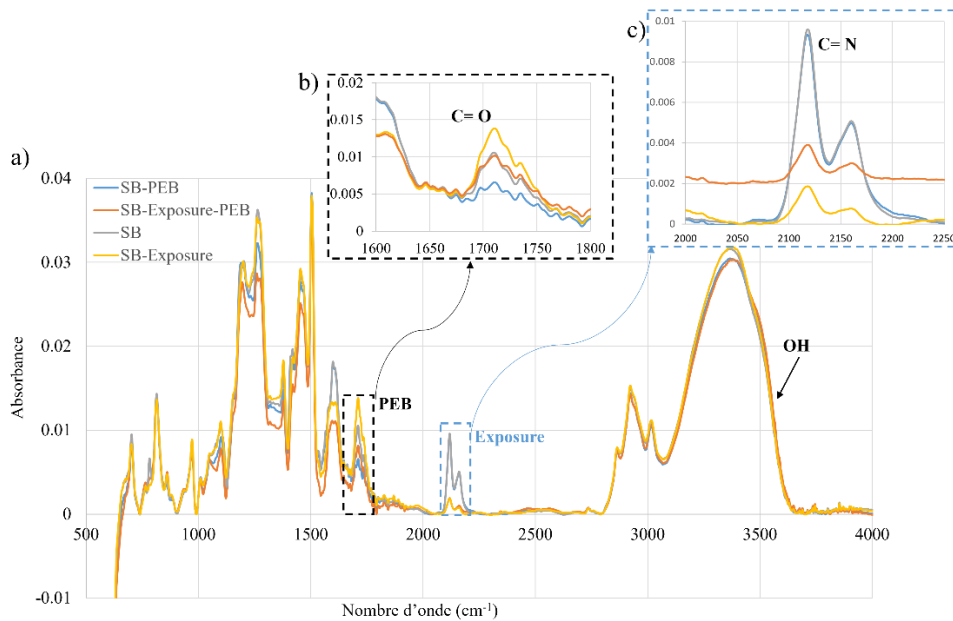 c)
0.01
0.008
0.006
0.004
0.002
0
2000
2050
2100
2150
2200
2250
C= N
b)
0.02
0.015
0.01
0.005
0
1600
1650
1700
1750
1800
C= O
a)
0.04
0.03
0.02
0.01
0
-0.01
SB-PEB
SB-Exposure-PEB
SB
SB-Exposure
PEB
Exposure
OH
500
1000
1500
2000
2500
3000
3500
4000
Absorbance
Nombre d’onde (cm⁻¹)